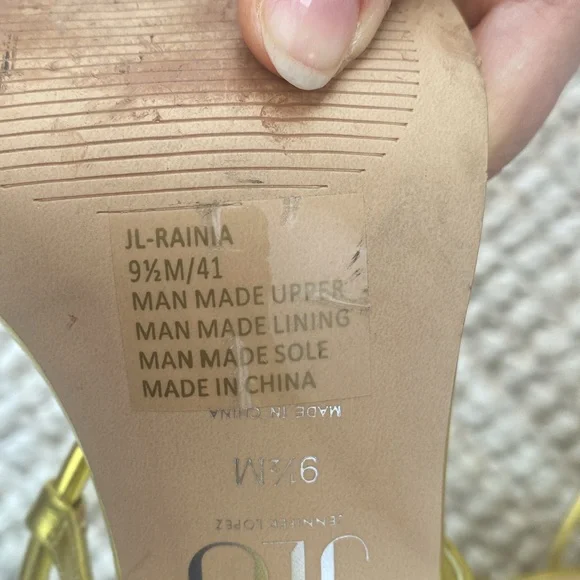 JL-RAINIA
9½M/41
MAN MADE UPPER
MAN MADE LINING
MAN MADE SOLE
MADE IN CHINA
MADE IN CHINA
9½M
JENNIFER LOPEZ
JLO